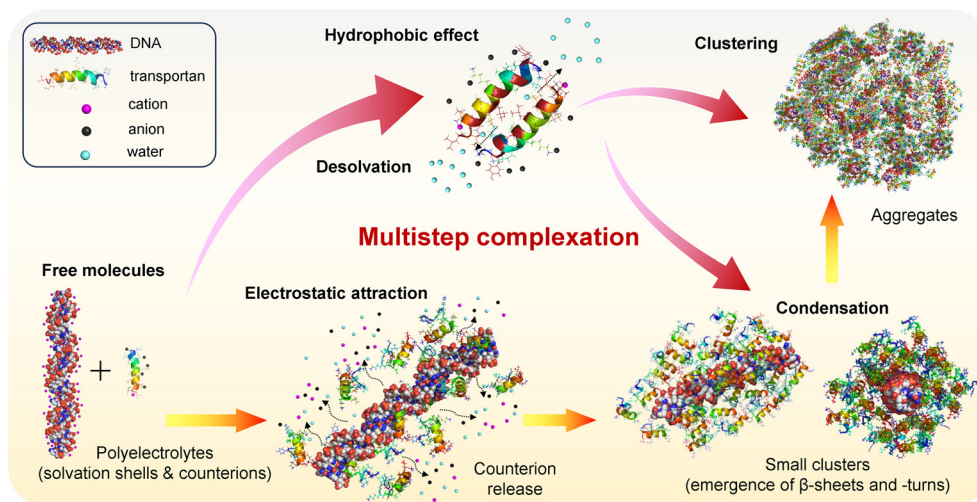 DNA
transportan
cation
anion
water
Hydrophobic effect
Desolvation
Clustering
Aggregates
Multistep complexation
Free molecules
+
Polyelectrolytes
(solvation shells & counterions)
Electrostatic attraction
Counterion
release
Condensation
Small clusters
(emergence of β-sheets and -turns)